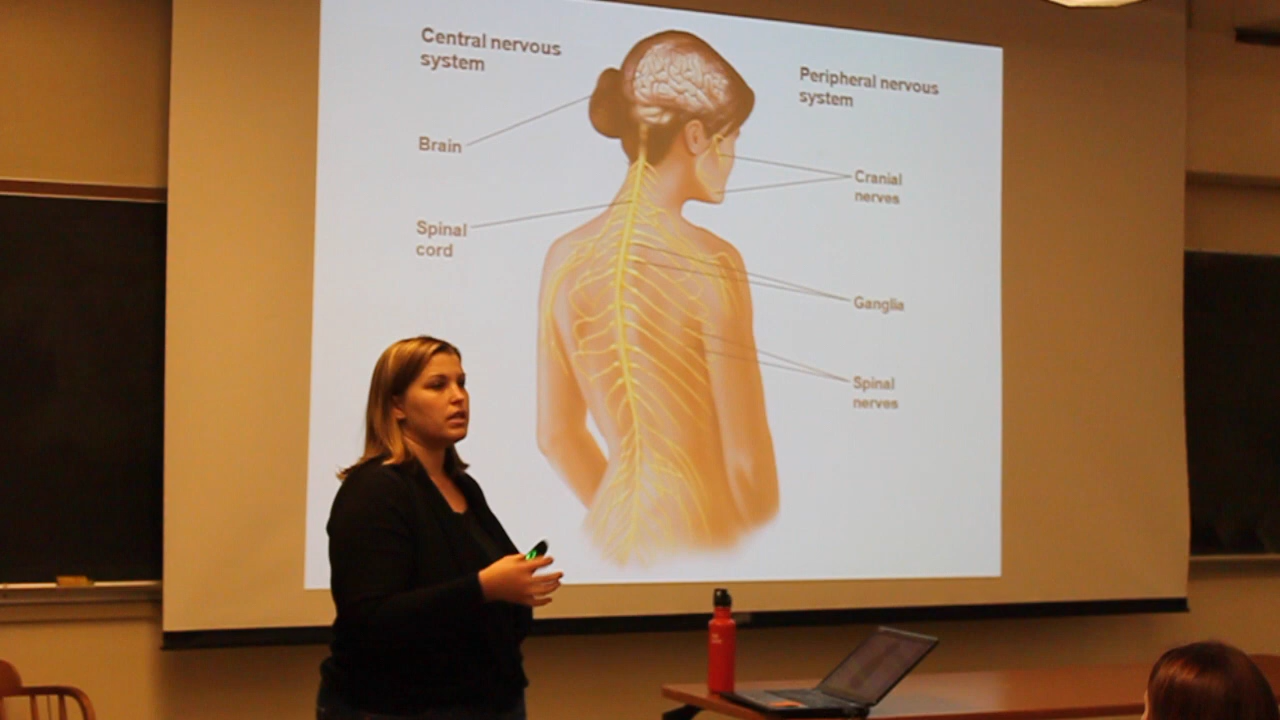 Central nervous
system
Peripheral nervous
system
Brain
Cranial
nerves
Spinal
cord
Ganglia
Spinal
nerves